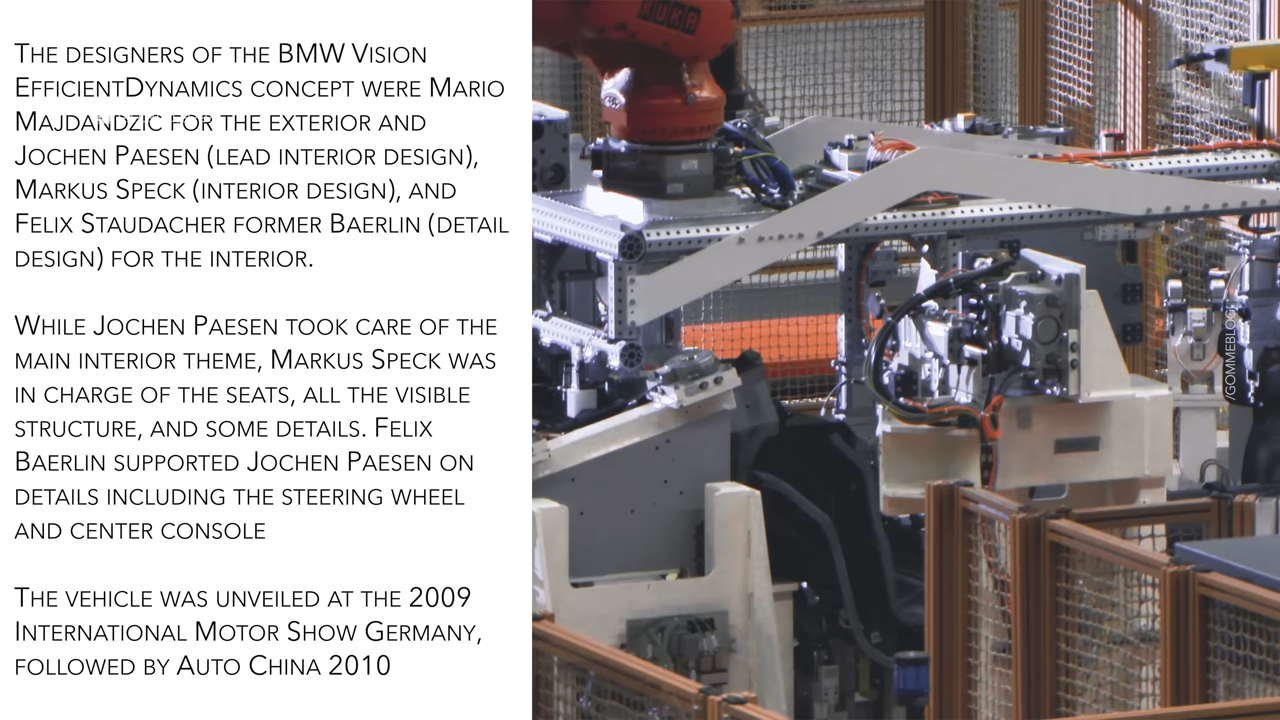 THE DESIGNERS OF THE BMW VISION
EFFICIENTDYNAMICS CONCEPT WERE MARIO
MAJDANDZIC FOR THE EXTERIOR AND
JOCHEN PAESEN (LEAD INTERIOR DESIGN),
MARKUS SPECK (INTERIOR DESIGN), AND
FELIX STAUDACHER FORMER BAERLIN (DETAIL
DESIGN) FOR THE INTERIOR.
WHILE JOCHEN PAESEN TOOK CARE OF THE
MAIN INTERIOR THEME, MARKUS SPECK WAS
IN CHARGE OF THE SEATS, ALL THE VISIBLE
STRUCTURE, AND SOME DETAILS. FELIX
BAERLIN SUPPORTED JOCHEN PAESEN ON
DETAILS INCLUDING THE STEERING WHEEL
AND CENTER CONSOLE
THE VEHICLE WAS UNVEILED AT THE 2009
INTERNATIONAL MOTOR SHOW GERMANY,
FOLLOWED BY AUTO CHINA 2010
KUKA